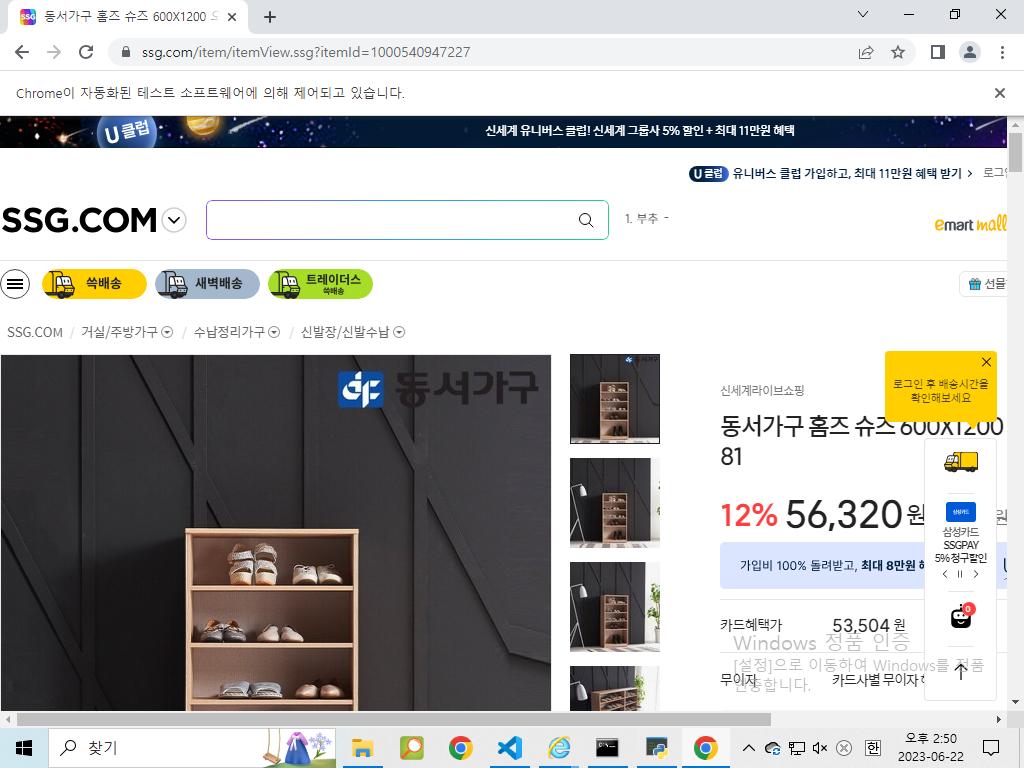 동서가구 홈즈 슈즈 600X1200 오
ssg.com/item/itemView.ssg?itemId=1000540947227
Chrome이 자동화된 테스트 소프트웨어에 의해 제어되고 있습니다.
U클럽
신세계 유니버스 클럽! 신세계 그룹사 5% 할인 + 최대 11만원 혜택
U클럽 유니버스 클럽 가입하고, 최대 11만원 혜택 받기 >
SSG.COM
1. 부추 -
emart mall
쓱배송
새벽배송
트레이더스
쓱배송
선물
SSG.COM / 거실/주방가구 / 수납정리가구 / 신발장/신발수납
동서가구
신세계라이브쇼핑
로그인 후 배송시간을
확인해보세요
동서가구 홈즈 슈즈 600X1200
81
12% 56,320원
삼성카드
삼성카드
SSGPAY
5% 청구할인
가입비 100% 돌려받고, 최대 8만원
0
카드혜택가 53,504 원
Windows 정품 인증
[설정]으로 이동하여 Windows를 정품
인증합니다.
무이자 카드사별 무이자
찾기
한
오후 2:50
2023-06-22